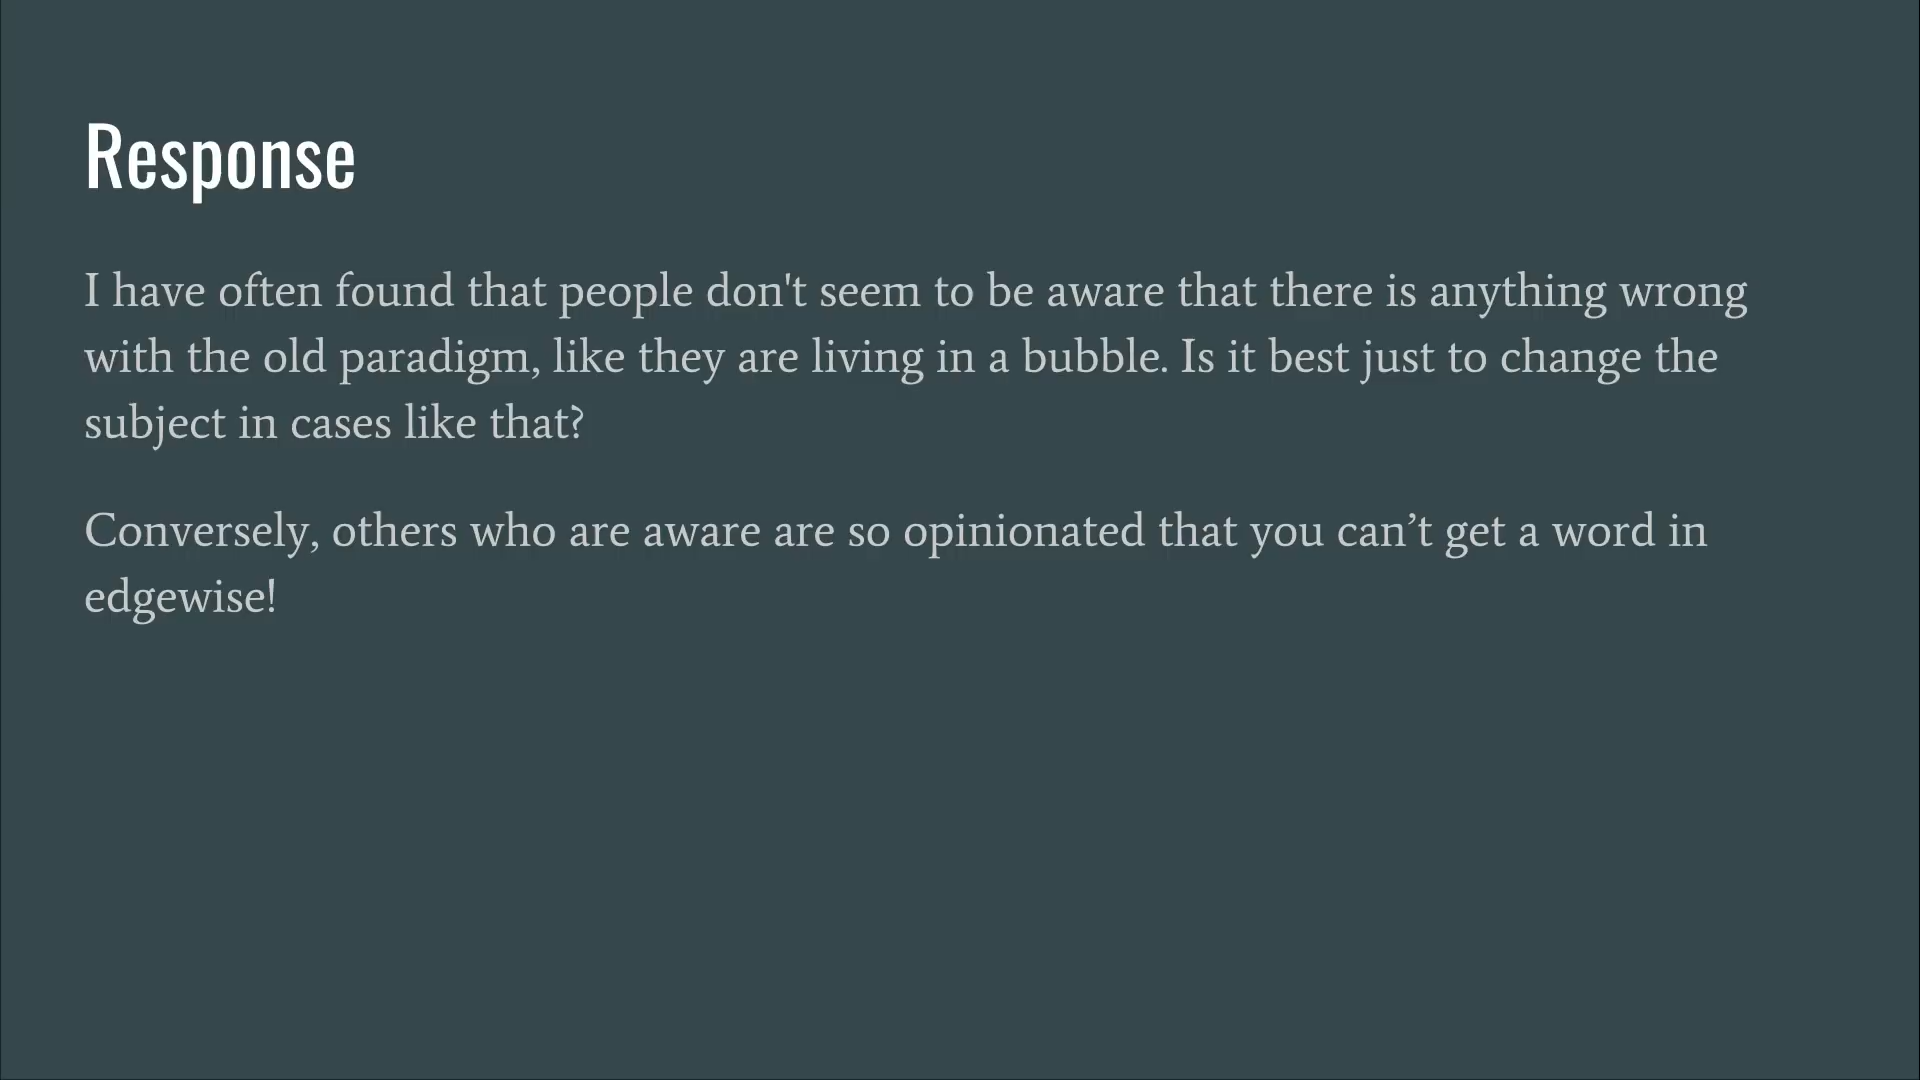 Response
I have often found that people don't seem to be aware that there is anything wrong
with the old paradigm, like they are living in a bubble. Is it best just to change the
subject in cases like that?
Conversely, others who are aware are so opinionated that you can’t get a word in
edgewise!